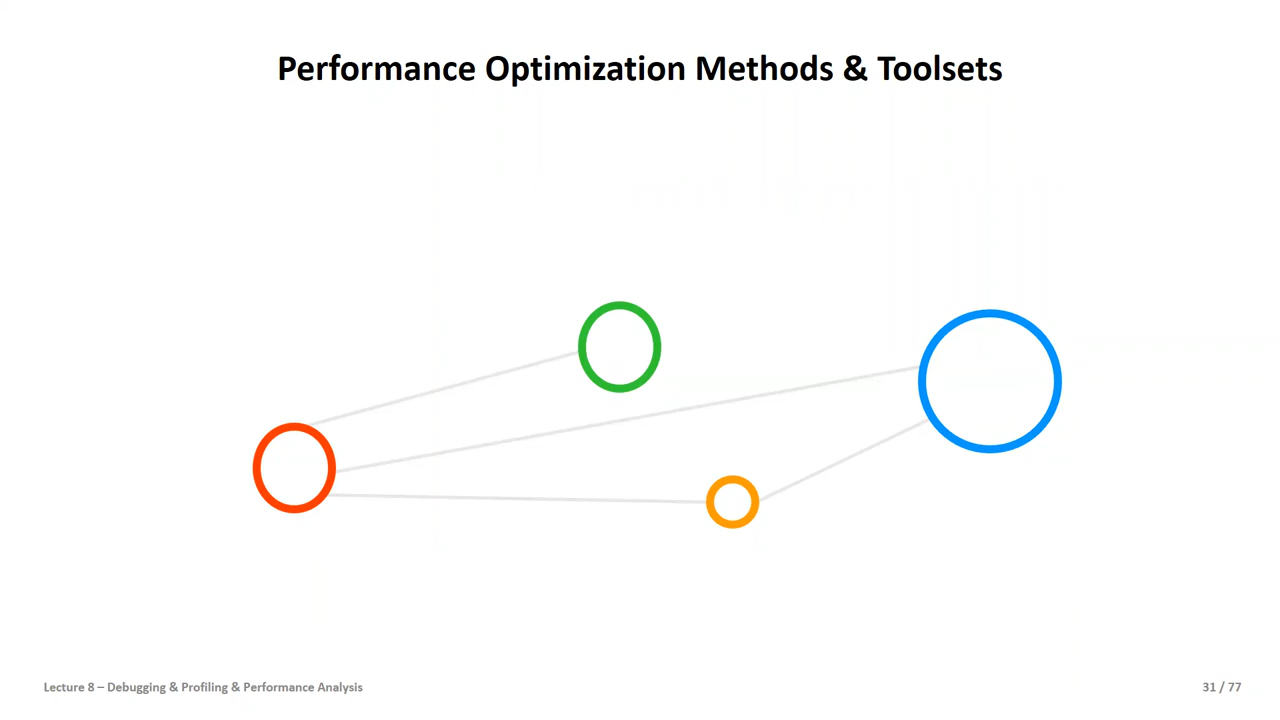 Performance Optimization Methods & Toolsets
Lecture 8 – Debugging & Profiling & Performance Analysis
31 / 77